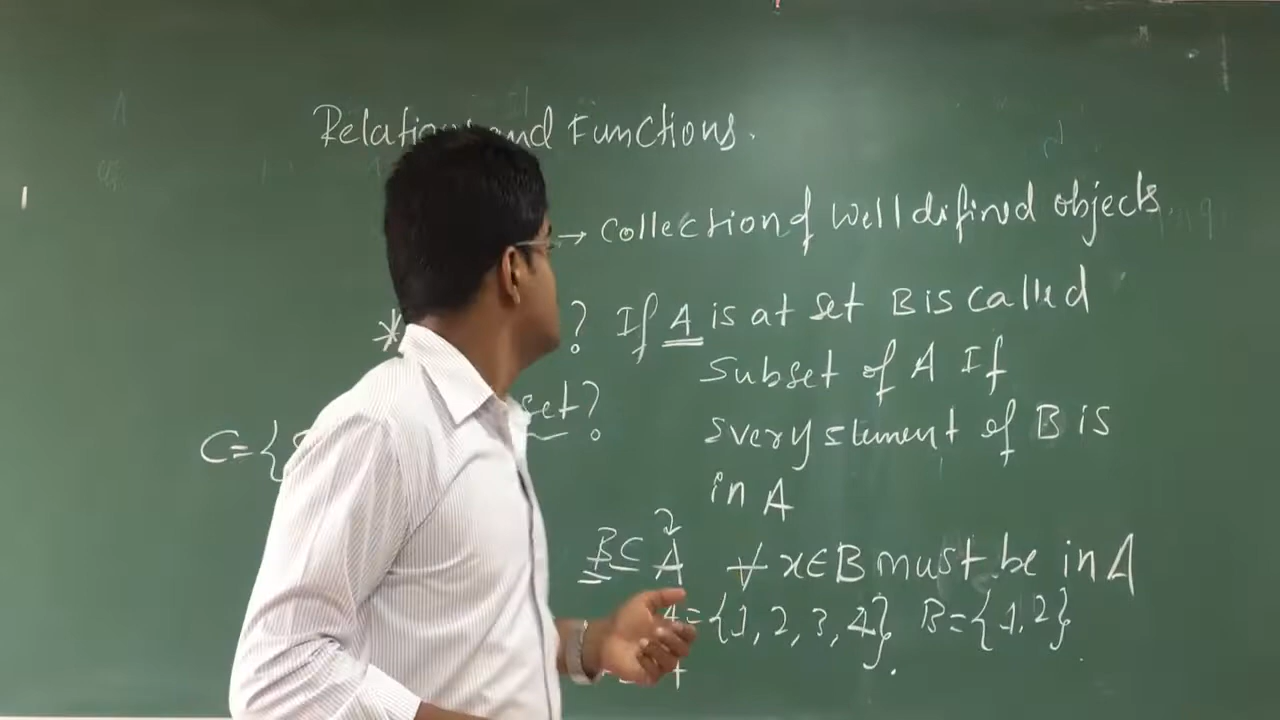 and Functions.
→ collection of well difined objects.
* ? If A is at set B is called
subset of A If
set? every element of B is
C={
in A
B⊂A ∀ x∈B must be in A
A={1,2,3,4} B={1,2}